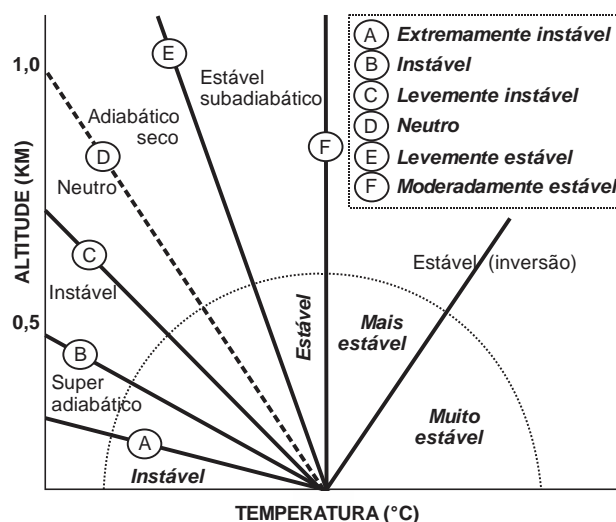 A Extremamente instável
B Instável
C Levemente instável
D Neutro
E Levemente estável
F Moderadamente estável
ALTITUDE (KM)
1,0
0,5
E
Estável
subadiabático
Adiabático
seco
D
Neutro
F
C
Instável
B
Super
adiabático
A
Instável
Estável
Mais
estável
Estável (inversão)
Muito
estável
TEMPERATURA (°C)